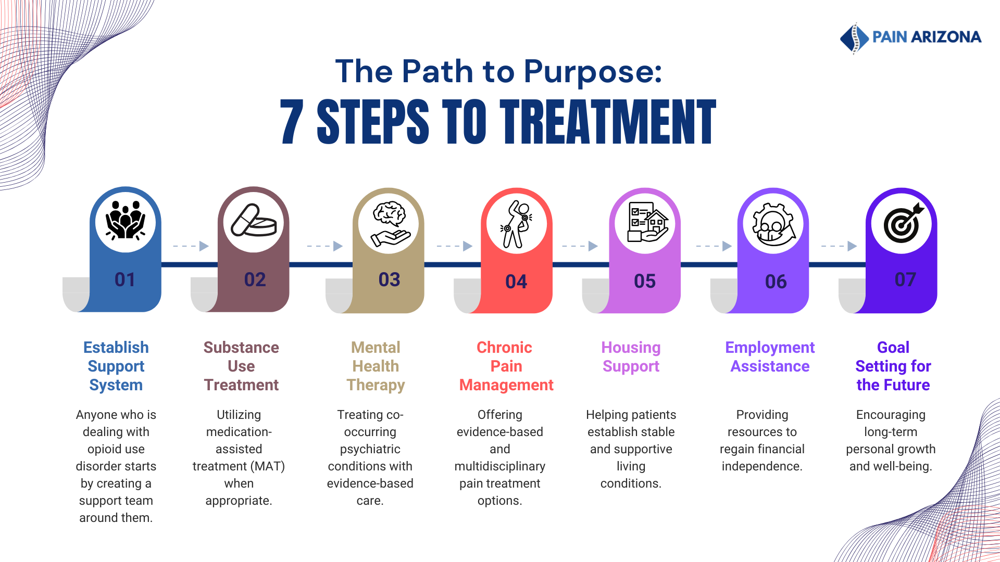 PAIN ARIZONA
The Path to Purpose:
7 STEPS TO TREATMENT
01
Establish
Support
System
Anyone who is
dealing with
opioid use
disorder starts
by creating a
support team
around them.
02
Substance
Use
Treatment
Utilizing
medication-
assisted
treatment (MAT)
when
appropriate.
03
Mental
Health
Therapy
Treating co-
occurring
psychiatric
conditions with
evidence-based
care.
04
Chronic
Pain
Management
Offering
evidence-based
and
multidisciplinary
pain treatment
options.
05
Housing
Support
Helping patients
establish stable
and supportive
living
conditions.
06
Employment
Assistance
Providing
resources to
regain financial
independence.
07
Goal
Setting for
the Future
Encouraging
long-term
personal growth
and well-being.